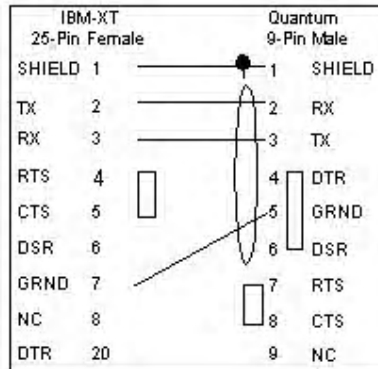 IBM-XT Quantum
25-Pin Female 9-Pin Male
SHIELD 1 1 SHIELD
TX 2 2 RX
RX 3 3 TX
RTS 4 4 DTR
CTS 5 5 GRND
DSR 6 6 DSR
GRND 7 7 RTS
NC 8 8 CTS
DTR 20 9 NC